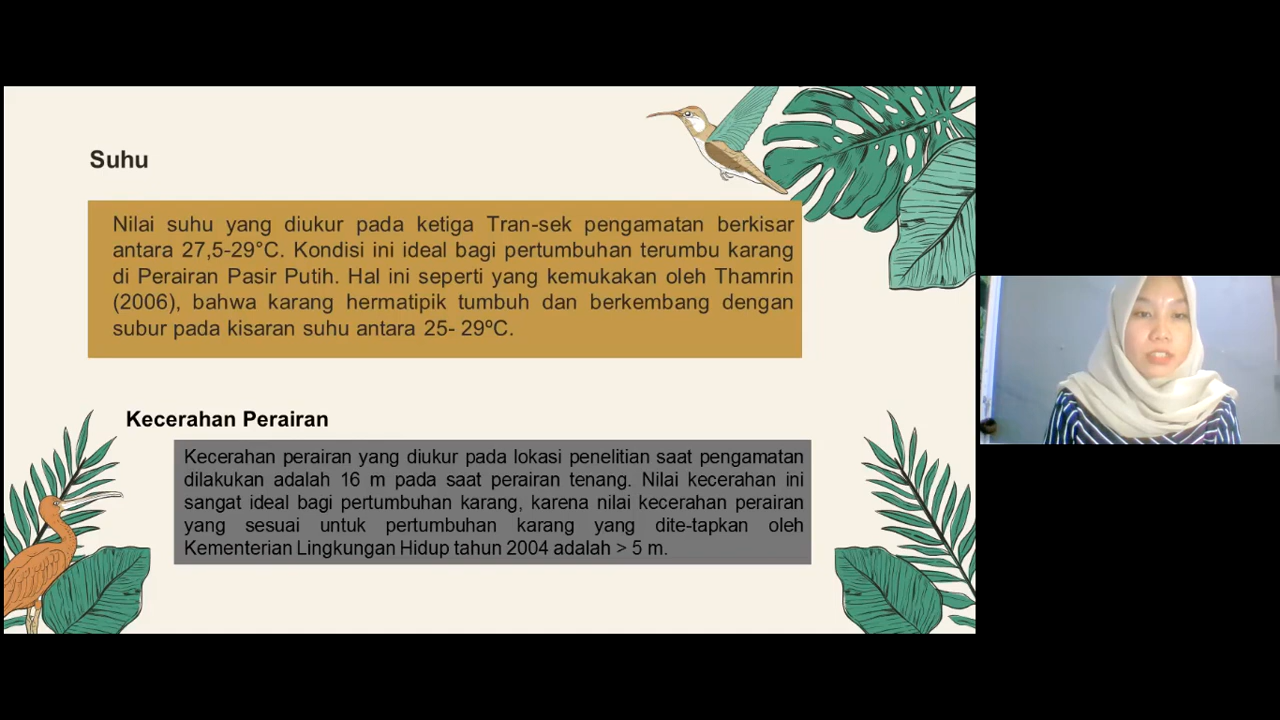 Suhu
Nilai suhu yang diukur pada ketiga Tran-sek pengamatan berkisar
antara 27,5-29°C. Kondisi ini ideal bagi pertumbuhan terumbu karang
di Perairan Pasir Putih. Hal ini seperti yang kemukakan oleh Thamrin
(2006), bahwa karang hermatipik tumbuh dan berkembang dengan
subur pada kisaran suhu antara 25- 29ºC.
Kecerahan Perairan
Kecerahan perairan yang diukur pada lokasi penelitian saat pengamatan
dilakukan adalah 16 m pada saat perairan tenang. Nilai kecerahan ini
sangat ideal bagi pertumbuhan karang, karena nilai kecerahan perairan
yang sesuai untuk pertumbuhan karang yang dite-tapkan oleh
Kementerian Lingkungan Hidup tahun 2004 adalah > 5 m.